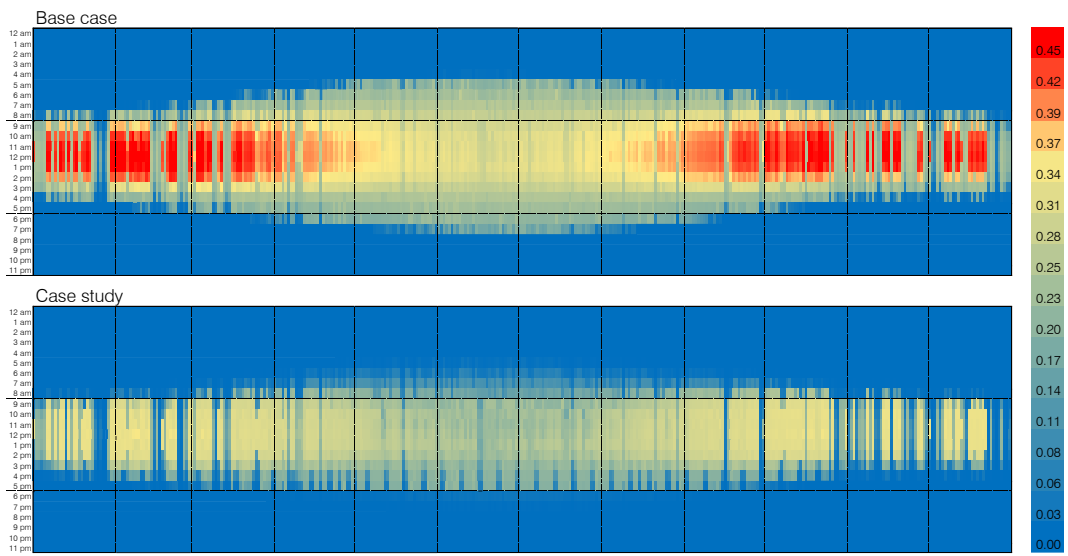 Base case
12 am
1 am
2 am
3 am
4 am
5 am
6 am
7 am
8 am
9 am
10 am
11 am
12 pm
1 pm
2 pm
3 pm
4 pm
5 pm
6 pm
7 pm
8 pm
9 pm
10 pm
11 pm
Case study
12 am
1 am
2 am
3 am
4 am
5 am
6 am
7 am
8 am
9 am
10 am
11 am
12 pm
1 pm
2 pm
3 pm
4 pm
5 pm
6 pm
7 pm
8 pm
9 pm
10 pm
11 pm
0.45
0.42
0.39
0.37
0.34
0.31
0.28
0.25
0.23
0.20
0.17
0.14
0.11
0.08
0.06
0.03
0.00